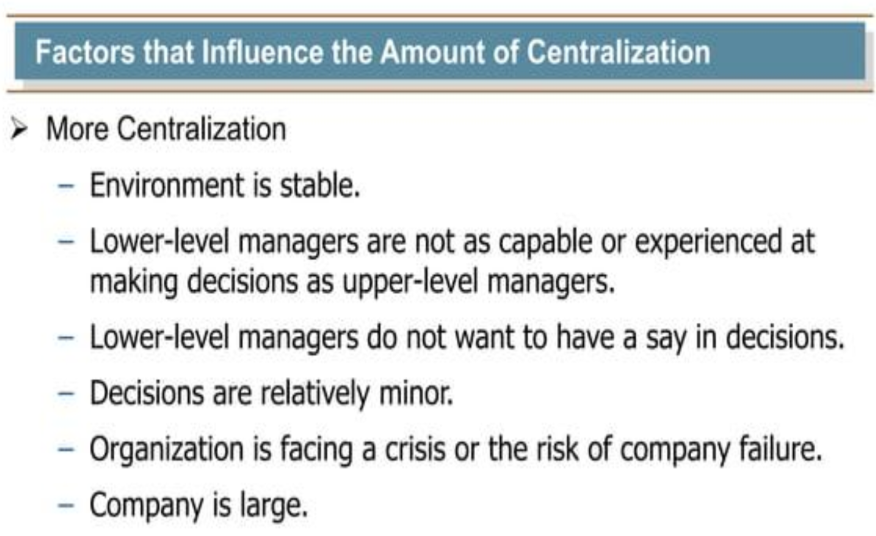 Factors that Influence the Amount of Centralization
➢ More Centralization
– Environment is stable.
– Lower-level managers are not as capable or experienced at
making decisions as upper-level managers.
– Lower-level managers do not want to have a say in decisions.
– Decisions are relatively minor.
– Organization is facing a crisis or the risk of company failure.
– Company is large.